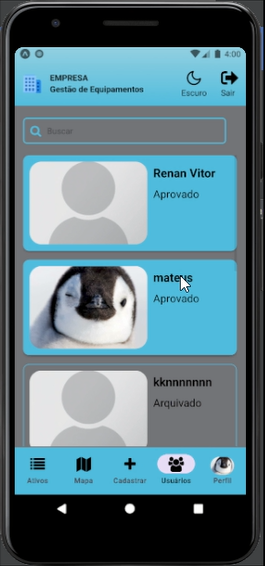 4:00
EMPRESA
Gestão de Equipamentos
Escuro
Sair
Buscar
Renan Vitor
Aprovado
mateus
Aprovado
kknnnnnnn
Arquivado
Ativos
Mapa
Cadastrar
Usuários
Perfil